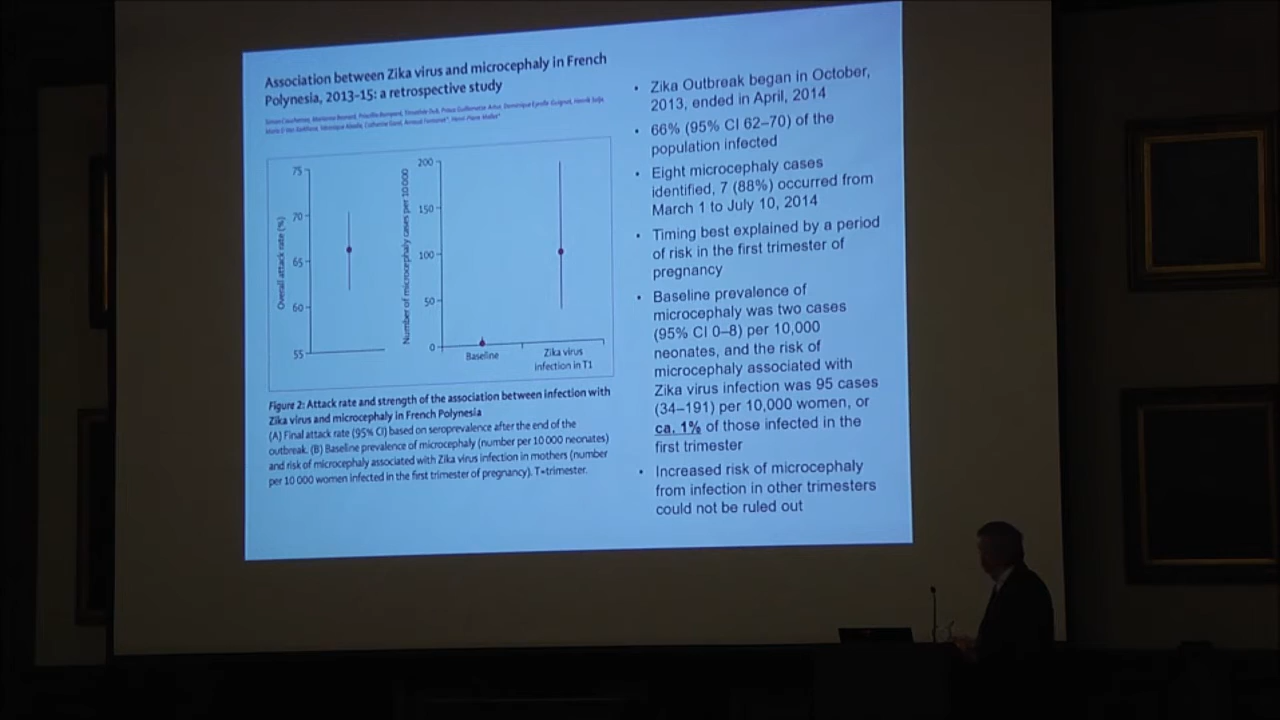 Association between Zika virus and microcephaly in French
Polynesia, 2013–15: a retrospective study
75
70
65
60
55
Overall attack rate (%)
200
150
100
50
0
Number of microcephaly cases per 10 000
Baseline
Zika virus
infection in T1
Figure 2: Attack rate and strength of the association between infection with
Zika virus and microcephaly in French Polynesia
(A) Final attack rate (95% CI) based on seroprevalence after the end of the
outbreak. (B) Baseline prevalence of microcephaly (number per 10 000 neonates)
and risk of microcephaly associated with Zika virus infection in mothers (number
per 10 000 women infected in the first trimester of pregnancy). T=trimester.
• Zika Outbreak began in October,
2013, ended in April, 2014
• 66% (95% CI 62–70) of the
population infected
• Eight microcephaly cases
identified, 7 (88%) occurred from
March 1 to July 10, 2014
• Timing best explained by a period
of risk in the first trimester of
pregnancy
• Baseline prevalence of
microcephaly was two cases
(95% CI 0–8) per 10,000
neonates, and the risk of
microcephaly associated with
Zika virus infection was 95 cases
(34–191) per 10,000 women, or
ca. 1% of those infected in the
first trimester
• Increased risk of microcephaly
from infection in other trimesters
could not be ruled out